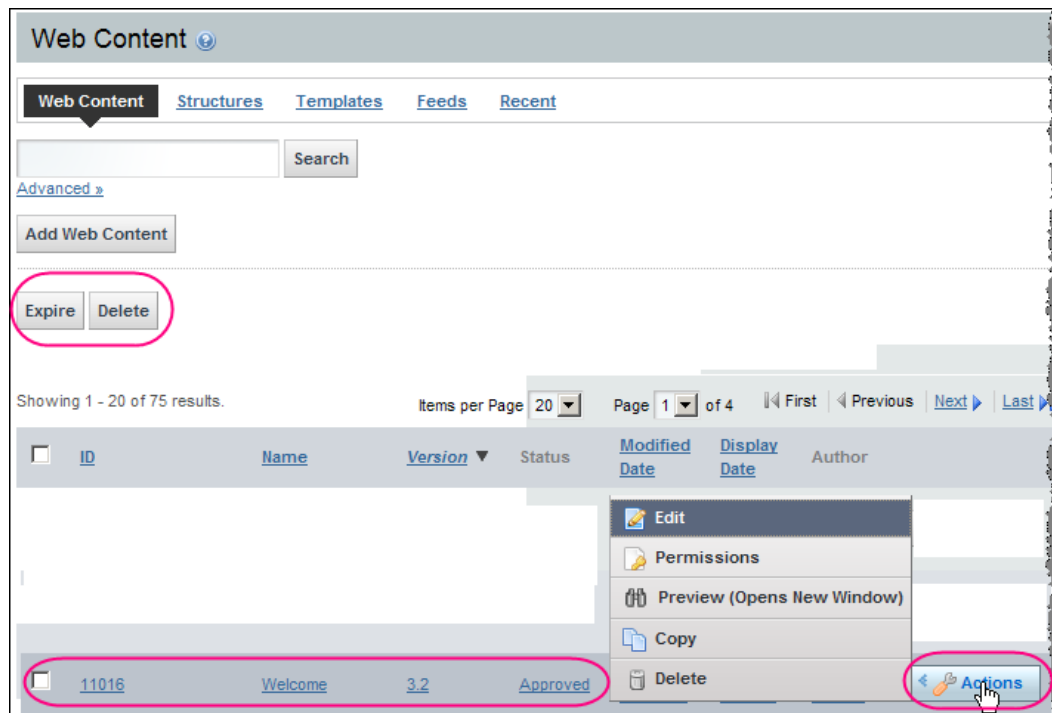 Web Content
Web Content Structures Templates Feeds Recent
Search
Advanced »
Add Web Content
Expire Delete
Showing 1 - 20 of 75 results. Items per Page 20 Page 1 of 4 First Previous Next Last
ID Name Version Status Modified Date Display Date Author
Edit
Permissions
Preview (Opens New Window)
Copy
Delete
11016 Welcome 3.2 Approved Actions